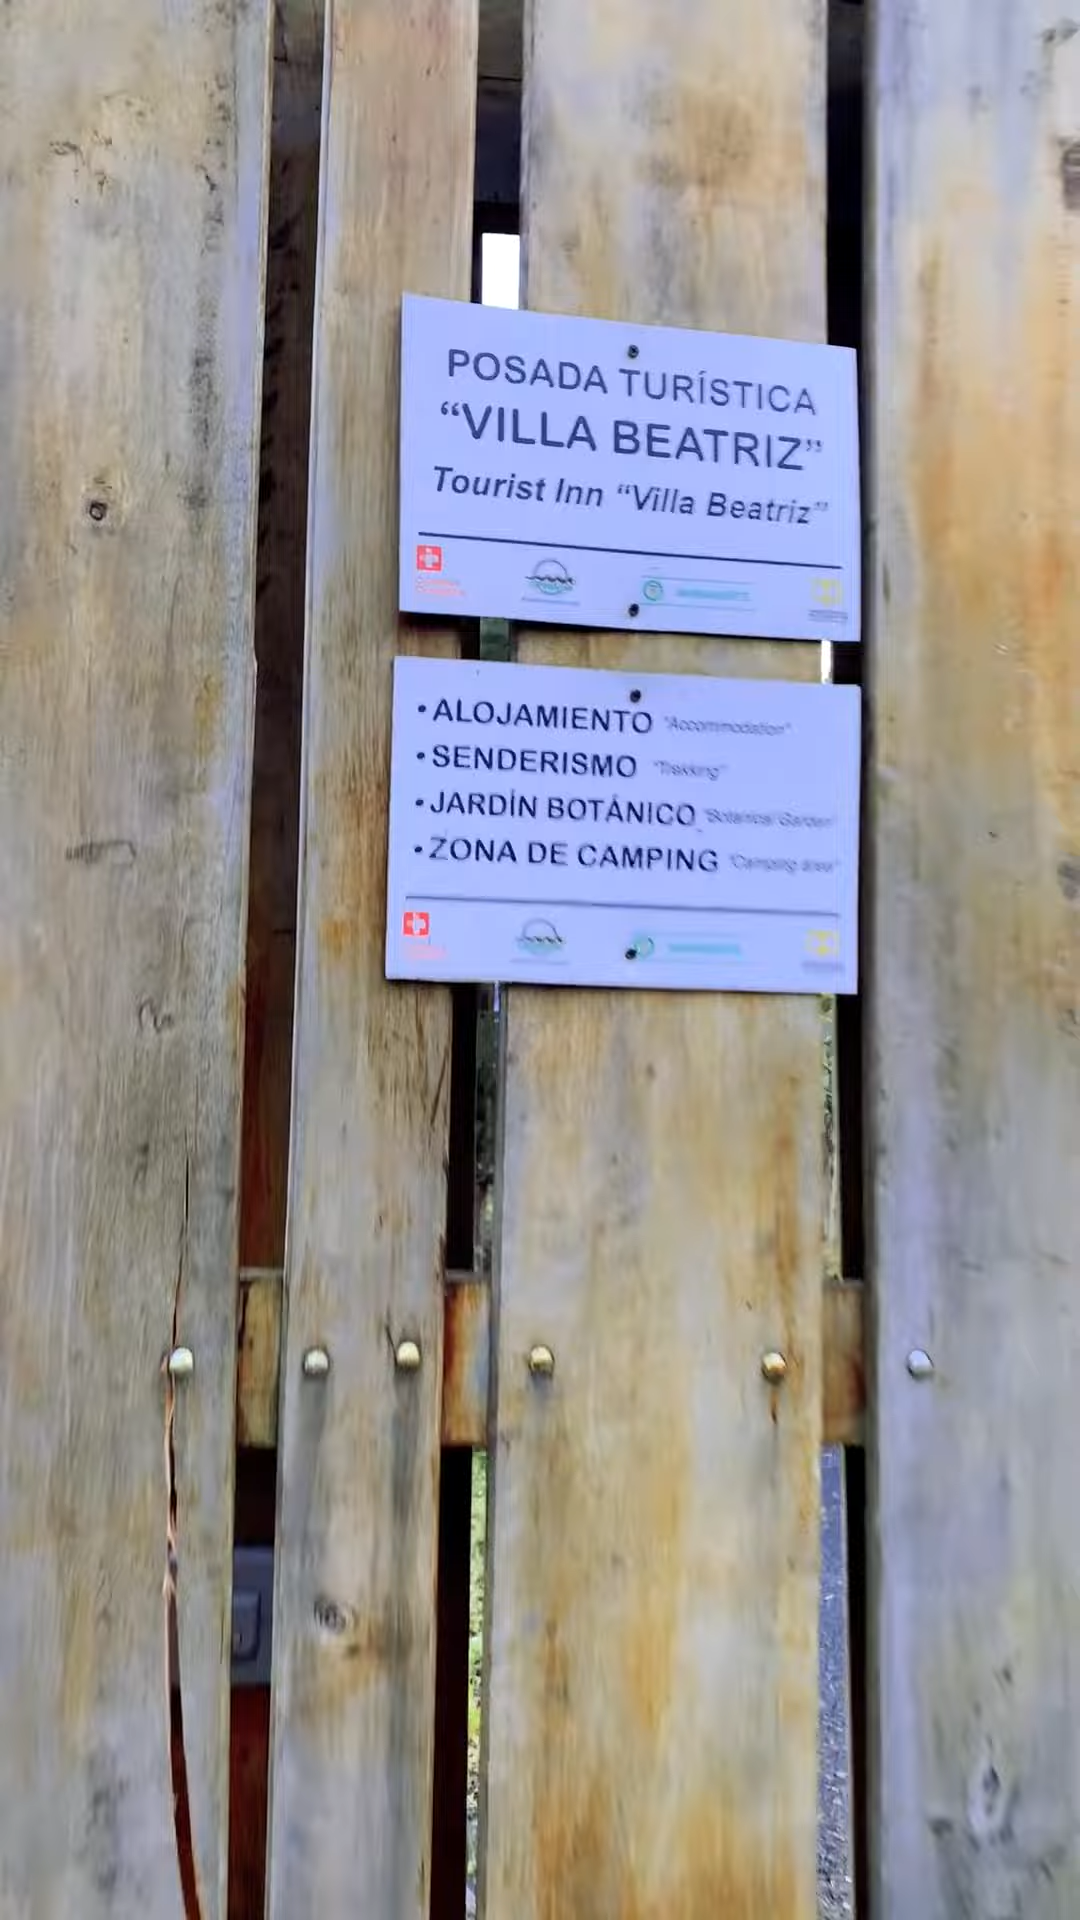 POSADA TURÍSTICA
“VILLA BEATRIZ”
Tourist Inn “Villa Beatriz”
• ALOJAMIENTO “Accommodation”
• SENDERISMO “Trekking”
• JARDÍN BOTÁNICO “Botanical Garden”
• ZONA DE CAMPING “Camping area”